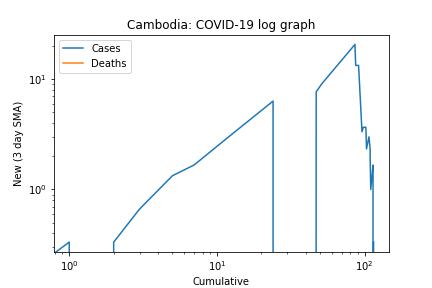 Cambodia: COVID-19 log graph
Cases
Deaths
10¹
10⁰
New (3 day SMA)
10⁰ 10¹ 10²
Cumulative